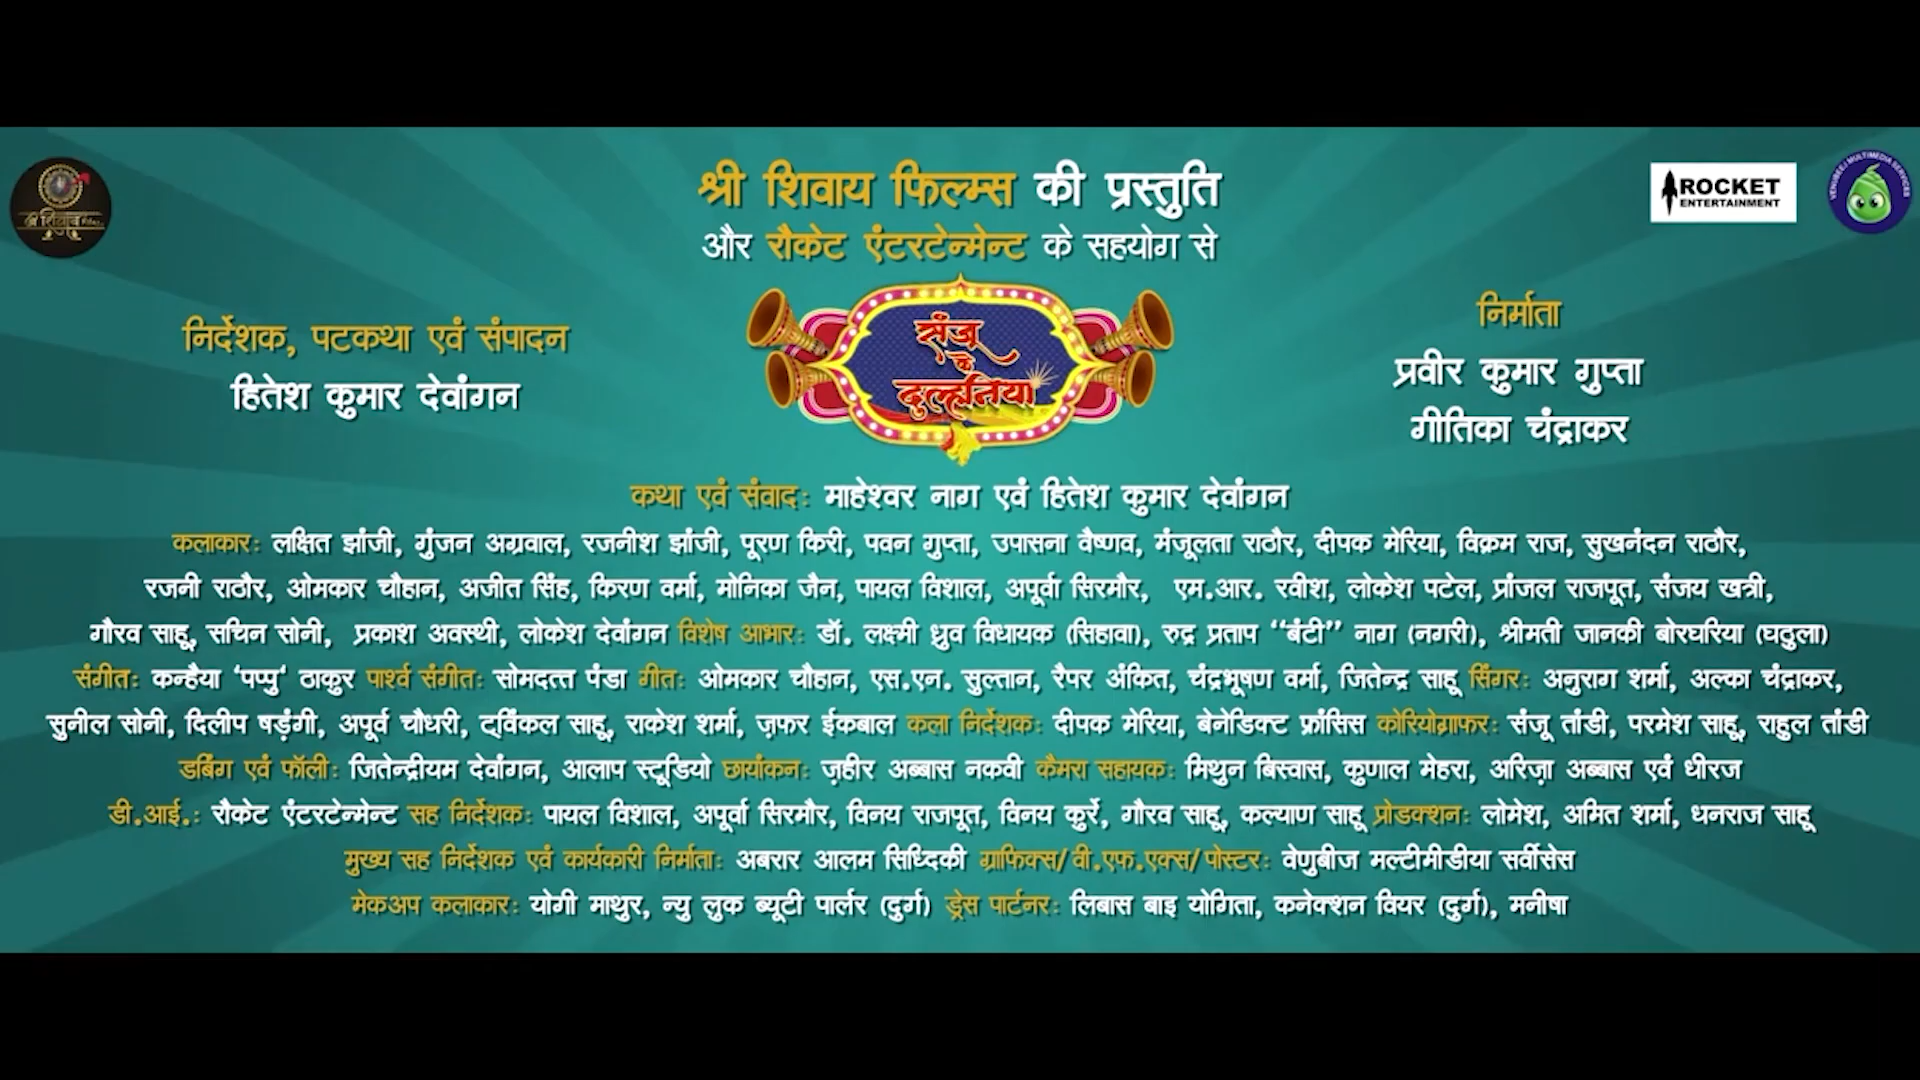 श्री शिवाय फिल्म्स की प्रस्तुति
और रौकेट एंटरटेन्मेन्ट के सहयोग से
ROCKET
ENTERTAINMENT
VENUBEEJ MULTIMEDIA SERVICES
निर्देशक, पटकथा एवं संपादन
हितेश कुमार देवांगन
संजू
के
दुल्हनिया
निर्माता
प्रवीर कुमार गुप्ता
गीतिका चंद्राकर
कथा एवं संवाद: माहेश्वर नाग एवं हितेश कुमार देवांगन
कलाकार: लक्षित झांजी, गुंजन अग्रवाल, रजनीश झांजी, पूरण किरी, पवन गुप्ता, उपासना वैष्णव, मंजूलता राठौर, दीपक मेरिया, विक्रम राज, सुखनंदन राठौर,
रजनी राठौर, ओमकार चौहान, अजीत सिंह, किरण वर्मा, मोनिका जैन, पायल विशाल, अपूर्वा सिरमौर, एम.आर. रवीश, लोकेश पटेल, प्रांजल राजपूत, संजय खत्री,
गौरव साहू, सचिन सोनी, प्रकाश अवस्थी, लोकेश देवांगन विशेष आभार: डॉ. लक्ष्मी ध्रुव विधायक (सिहावा), रुद्र प्रताप “बंटी” नाग (नगरी), श्रीमती जानकी बोरघरिया (घठुला)
संगीत: कन्हैया ‘पप्पु‘ ठाकुर पार्श्व संगीत: सोमदत्त पंडा गीत: ओमकार चौहान, एस.एन. सुल्तान, रैपर अंकित, चंद्रभूषण वर्मा, जितेन्द्र साहू सिंगर: अनुराग शर्मा, अल्का चंद्राकर,
सुनील सोनी, दिलीप षड़ंगी, अपूर्व चौधरी, ट्विंकल साहू, राकेश शर्मा, ज़फर ईकबाल कला निर्देशक: दीपक मेरिया, बेनेडिक्ट फ्रांसिस कोरियोग्राफर: संजू तांडी, परमेश साहू, राहुल तांडी
डबिंग एवं फॉली: जितेन्द्रीयम देवांगन, आलाप स्टूडियो छायांकन: ज़हीर अब्बास नकवी कैमरा सहायक: मिथुन बिस्वास, कुणाल मेहरा, अरिज़ा अब्बास एवं धीरज
डी.आई.: रौकेट एंटरटेन्मेन्ट सह निर्देशक: पायल विशाल, अपूर्वा सिरमौर, विनय राजपूत, विनय कुर्रे, गौरव साहू, कल्याण साहू प्रोडक्शन: लोमेश, अमित शर्मा, धनराज साहू
मुख्य सह निर्देशक एवं कार्यकारी निर्माता: अबरार आलम सिध्दिकी ग्राफिक्स/वी.एफ.एक्स/पोस्टर: वेणुबीज मल्टीमीडीया सर्वीसेस
मेकअप कलाकार: योगी माथुर, न्यु लुक ब्यूटी पार्लर (दुर्ग) ड्रेस पार्टनर: लिबास बाइ योगिता, कनेक्शन वियर (दुर्ग), मनीषा